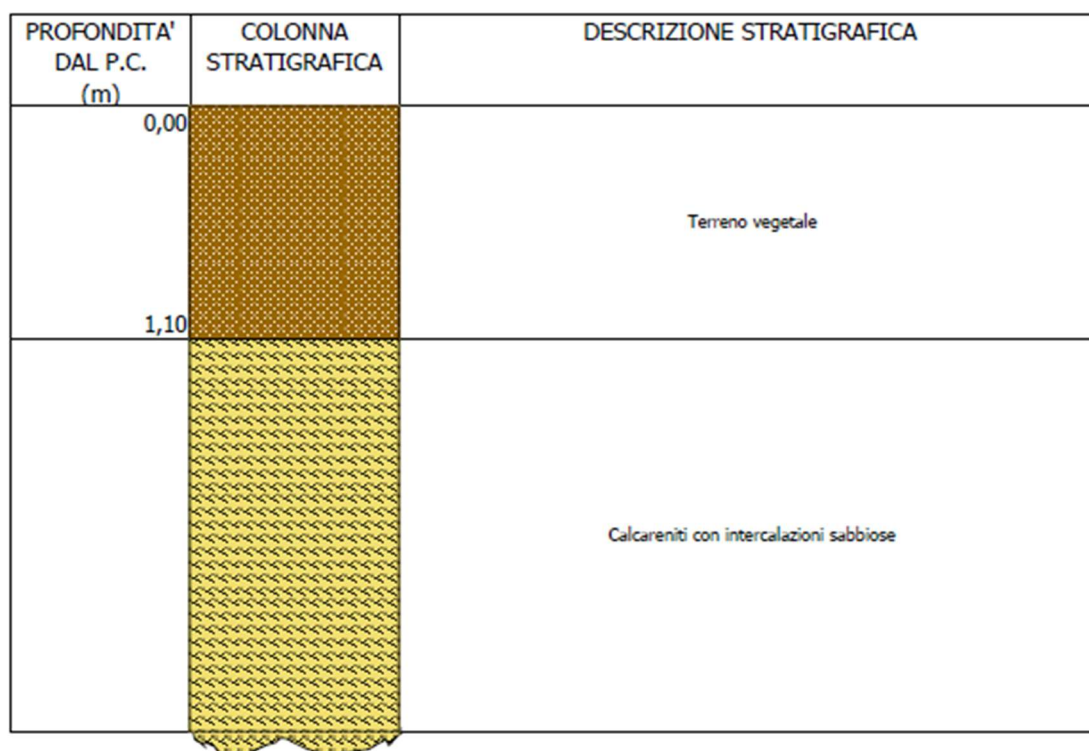 PROFONDITA'
DAL P.C.
(m)
COLONNA
STRATIGRAFICA
DESCRIZIONE STRATIGRAFICA
0,00
Terreno vegetale
1,10
Calcareniti con intercalazioni sabbiose